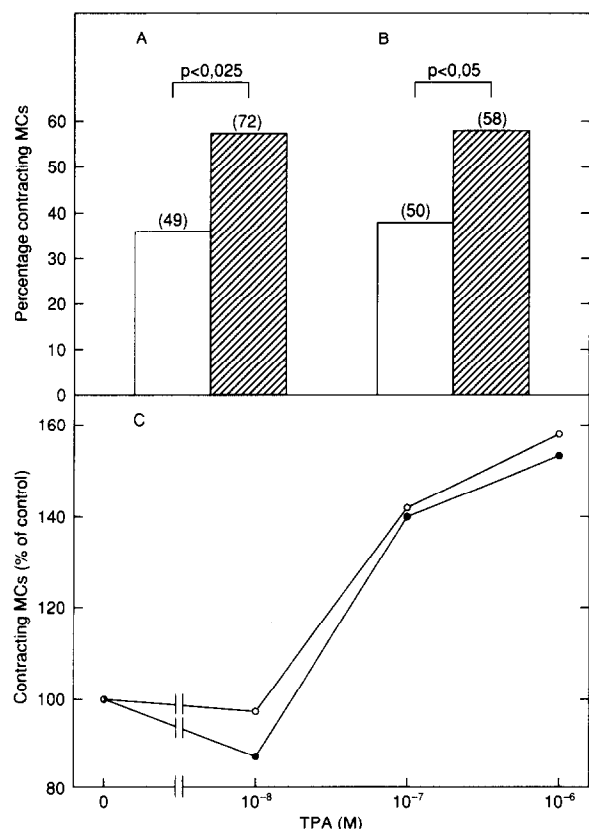 A
B
p<0,025
p<0,05
(72)
(58)
(49)
(50)
Percentage contracting MCs
60
50
40
30
20
10
0
C
Contracting MCs (% of control)
160
140
120
100
80
0
10⁻⁸
10⁻⁷
10⁻⁶
TPA (M)